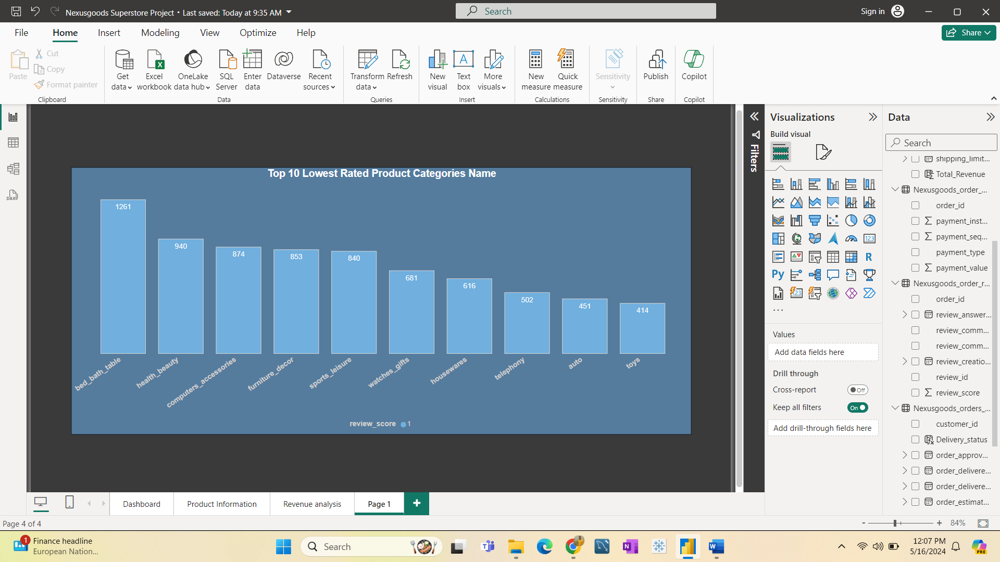 Nexusgoods Superstore Project • Last saved: Today at 9:35 AM
Search
Sign in
File
Home
Insert
Modeling
View
Optimize
Help
Share
Paste
Cut
Copy
Format painter
Clipboard
Get data
Excel workbook
OneLake data hub
SQL Server
Enter data
Dataverse
Recent sources
Data
Transform data
Refresh
Queries
New visual
Text box
More visuals
Insert
New measure
Quick measure
Calculations
Sensitivity
Sensitivity
Publish
Share
Copilot
Copilot
Top 10 Lowest Rated Product Categories Name
1261
940
874
853
840
681
616
502
451
414
bed_bath_table
health_beauty
computers_accessories
furniture_decor
sports_leisure
watches_gifts
housewares
telephony
auto
toys
review_score 1
Filters
Visualizations
Build visual
123
R
Py
123
...
Values
Add data fields here
Drill through
Cross-report
Off
Keep all filters
On
Add drill-through fields here
Data
Search
shipping_limit...
Total_Revenue
Nexusgoods_order_...
order_id
payment_inst...
payment_seq...
payment_type
payment_value
Nexusgoods_order_r...
order_id
review_answer...
review_comm...
review_comm...
review_creatio...
review_id
review_score
Nexusgoods_orders_...
customer_id
Delivery_status
order_approv...
order_delivere...
order_delivere...
order_estimat...
DAX
Dashboard
Product Information
Revenue analysis
Page 1
+
Page 4 of 4
- + 84%
1
Finance headline
European Nation...
Search
12:07 PM
5/16/2024
PRE